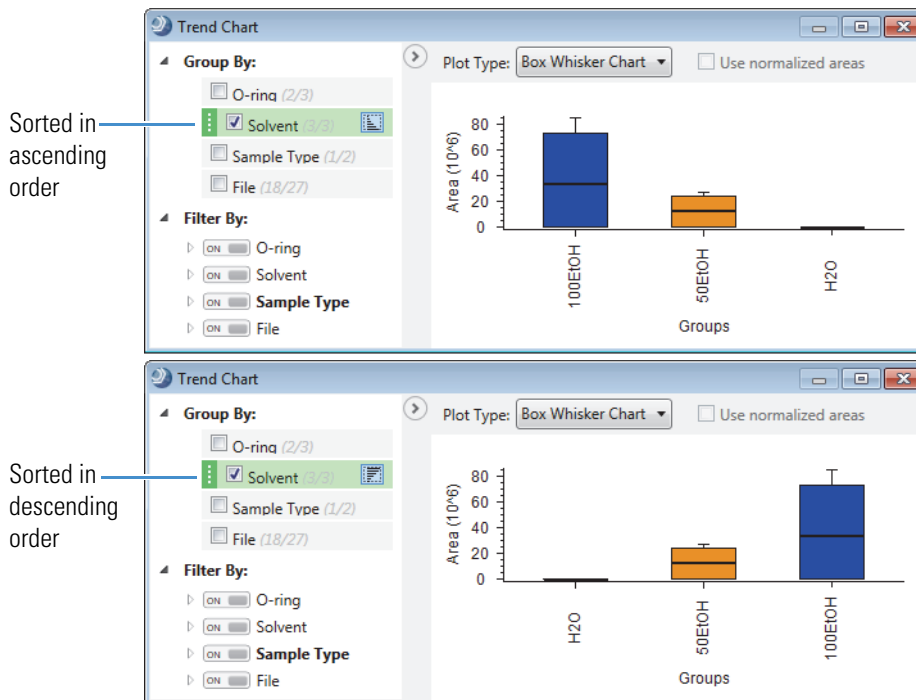 Trend Chart
Group By:
O-ring (2/3)
Solvent (3/3)
Sample Type (1/2)
File (18/27)
Filter By:
ON O-ring
ON Solvent
ON Sample Type
ON File
Plot Type: Box Whisker Chart Use normalized areas
Area (10^6)
80
60
40
20
0
100EtOH
50EtOH
H2O
Groups
Sorted in
ascending
order
Trend Chart
Group By:
O-ring (2/3)
Solvent (3/3)
Sample Type (1/2)
File (18/27)
Filter By:
ON O-ring
ON Solvent
ON Sample Type
ON File
Plot Type: Box Whisker Chart Use normalized areas
Area (10^6)
80
60
40
20
0
H2O
50EtOH
100EtOH
Groups
Sorted in
descending
order